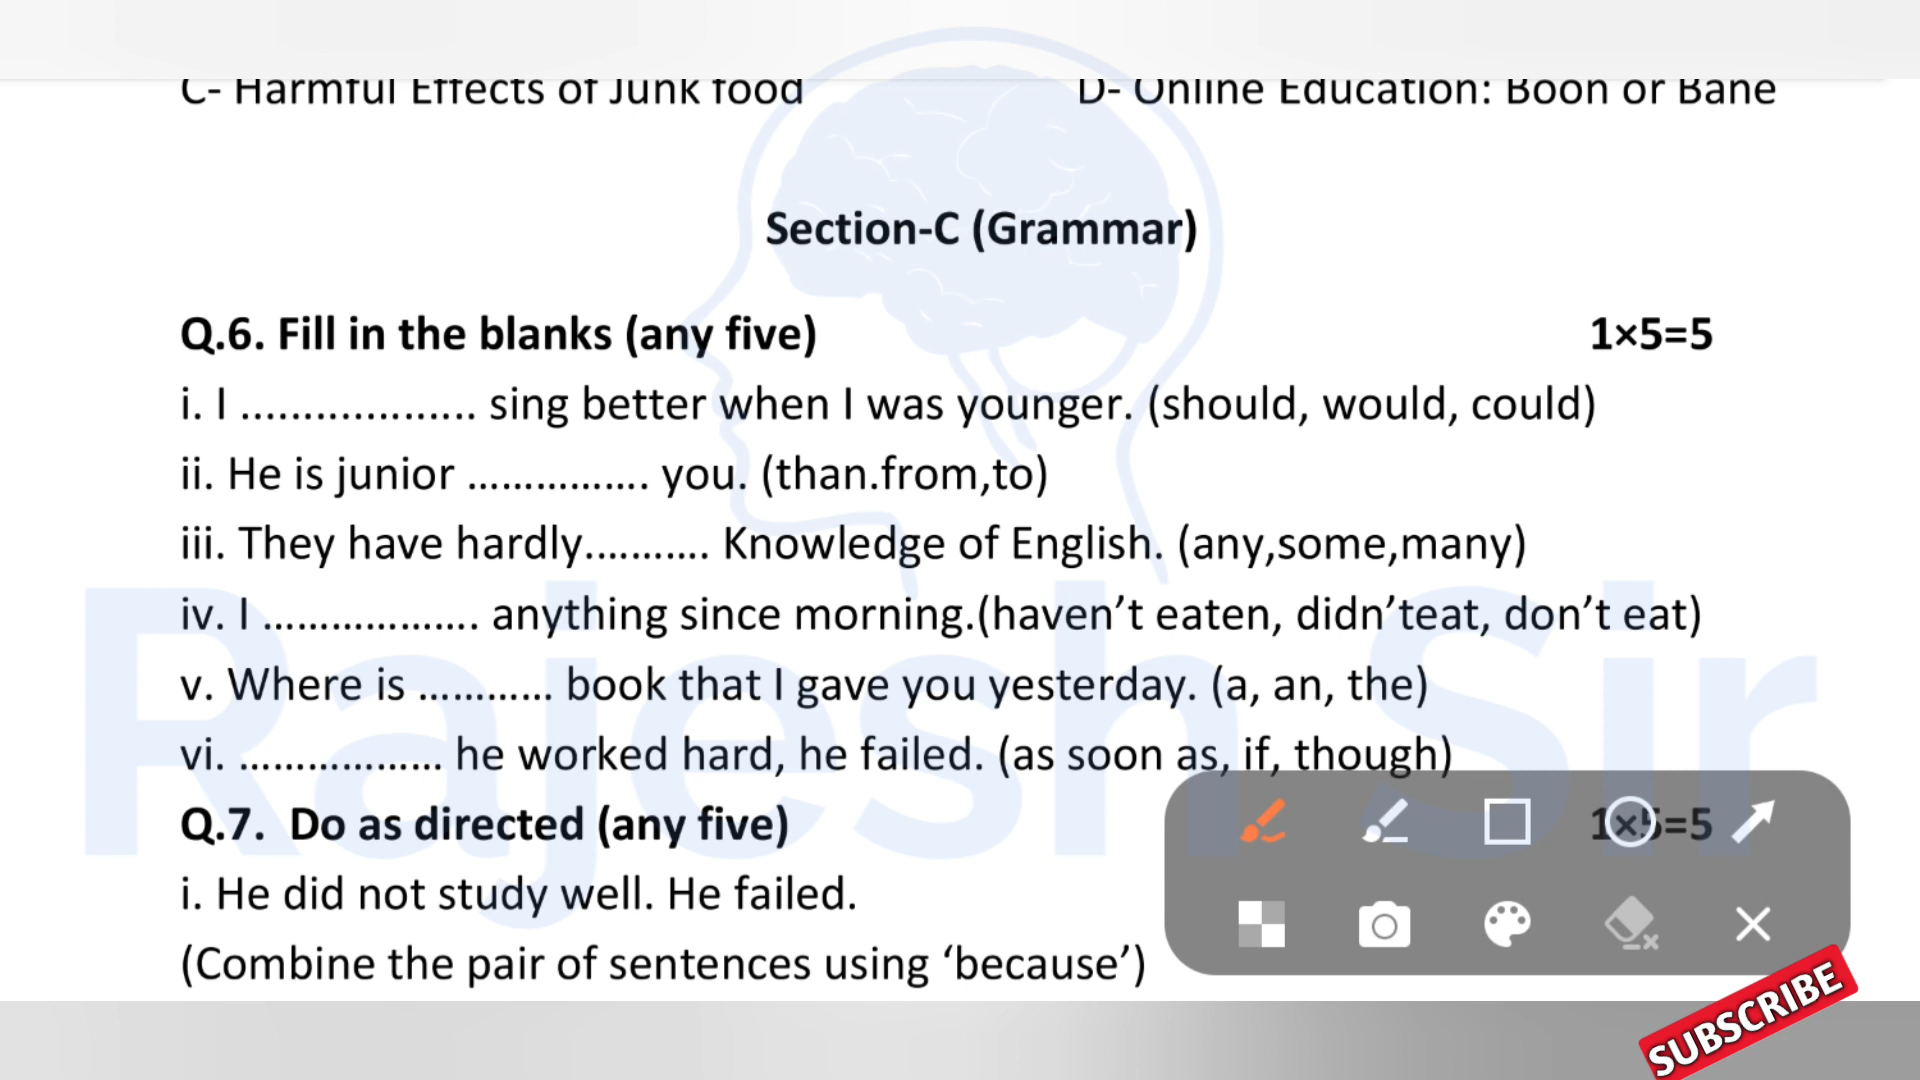 C- Harmful Effects of Junk food D- Online Education: Boon or Bane
Section-C (Grammar)
Q.6. Fill in the blanks (any five) 1×5=5
i. I ................... sing better when I was younger. (should, would, could)
ii. He is junior ................ you. (than.from,to)
iii. They have hardly........... Knowledge of English. (any,some,many)
iv. I ................... anything since morning.(haven’t eaten, didn’teat, don’t eat)
v. Where is ............ book that I gave you yesterday. (a, an, the)
vi. .................. he worked hard, he failed. (as soon as, if, though)
Q.7. Do as directed (any five) 1×5=5
i. He did not study well. He failed.
(Combine the pair of sentences using ‘because’)
Rajesh Sir
SUBSCRIBE